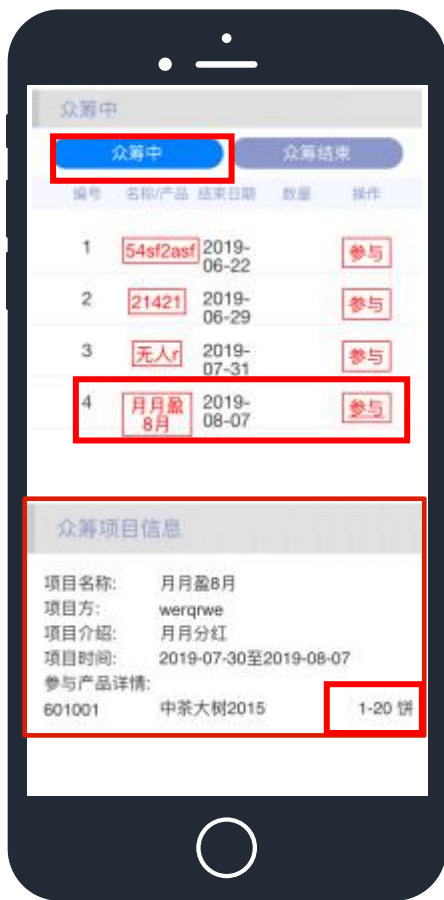 众筹中
众筹中 众筹结束
编号 名称/产品 结束日期 数量 操作
1 54sf2asf 2019- 参与
06-22
2 21421 2019- 参与
06-29
3 无人r 2019- 参与
07-31
4 月月盈 2019- 参与
8月 08-07
众筹项目信息
项目名称: 月月盈8月
项目方: werqrwe
项目介绍: 月月分红
项目时间: 2019-07-30至2019-08-07
参与产品详情:
601001 中茶大树2015 1-20 饼